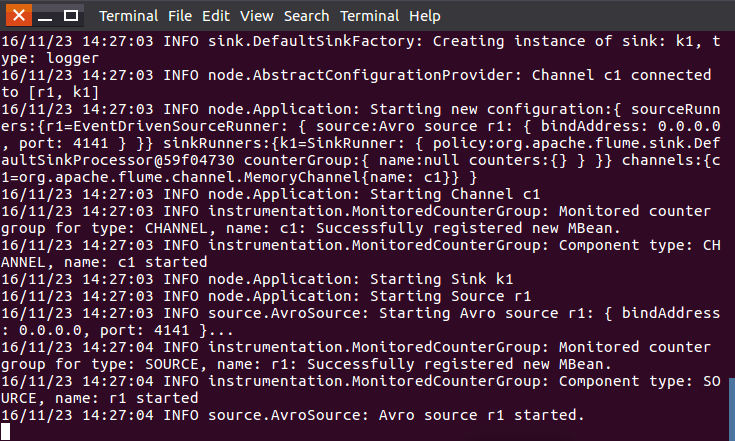 Terminal File Edit View Search Terminal Help
16/11/23 14:27:03 INFO sink.DefaultSinkFactory: Creating instance of sink: k1, t
ype: logger
16/11/23 14:27:03 INFO node.AbstractConfigurationProvider: Channel c1 connected
to [r1, k1]
16/11/23 14:27:03 INFO node.Application: Starting new configuration:{ sourceRunn
ers:{r1=EventDrivenSourceRunner: { source:Avro source r1: { bindAddress: 0.0.0.0
, port: 4141 } }} sinkRunners:{k1=SinkRunner: { policy:org.apache.flume.sink.Def
aultSinkProcessor@59f04730 counterGroup:{ name:null counters:{} } }} channels:{c
1=org.apache.flume.channel.MemoryChannel{name: c1}} }
16/11/23 14:27:03 INFO node.Application: Starting Channel c1
16/11/23 14:27:03 INFO instrumentation.MonitoredCounterGroup: Monitored counter
group for type: CHANNEL, name: c1: Successfully registered new MBean.
16/11/23 14:27:03 INFO instrumentation.MonitoredCounterGroup: Component type: CH
ANNEL, name: c1 started
16/11/23 14:27:03 INFO node.Application: Starting Sink k1
16/11/23 14:27:03 INFO node.Application: Starting Source r1
16/11/23 14:27:03 INFO source.AvroSource: Starting Avro source r1: { bindAddress
: 0.0.0.0, port: 4141 }...
16/11/23 14:27:04 INFO instrumentation.MonitoredCounterGroup: Monitored counter
group for type: SOURCE, name: r1: Successfully registered new MBean.
16/11/23 14:27:04 INFO instrumentation.MonitoredCounterGroup: Component type: SO
URCE, name: r1 started
16/11/23 14:27:04 INFO source.AvroSource: Avro source r1 started.